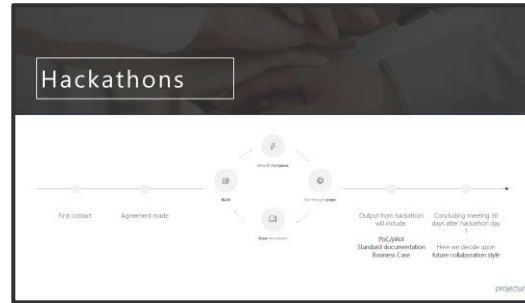 Hackathons
First contact
Agreement made
Build
Output from hackathon
will include:
PoC/pilot
Standard documentation
Business Case
Concluding meeting 30
days after hackathon day
1
Here we decide upon
future collaboration style
projectur